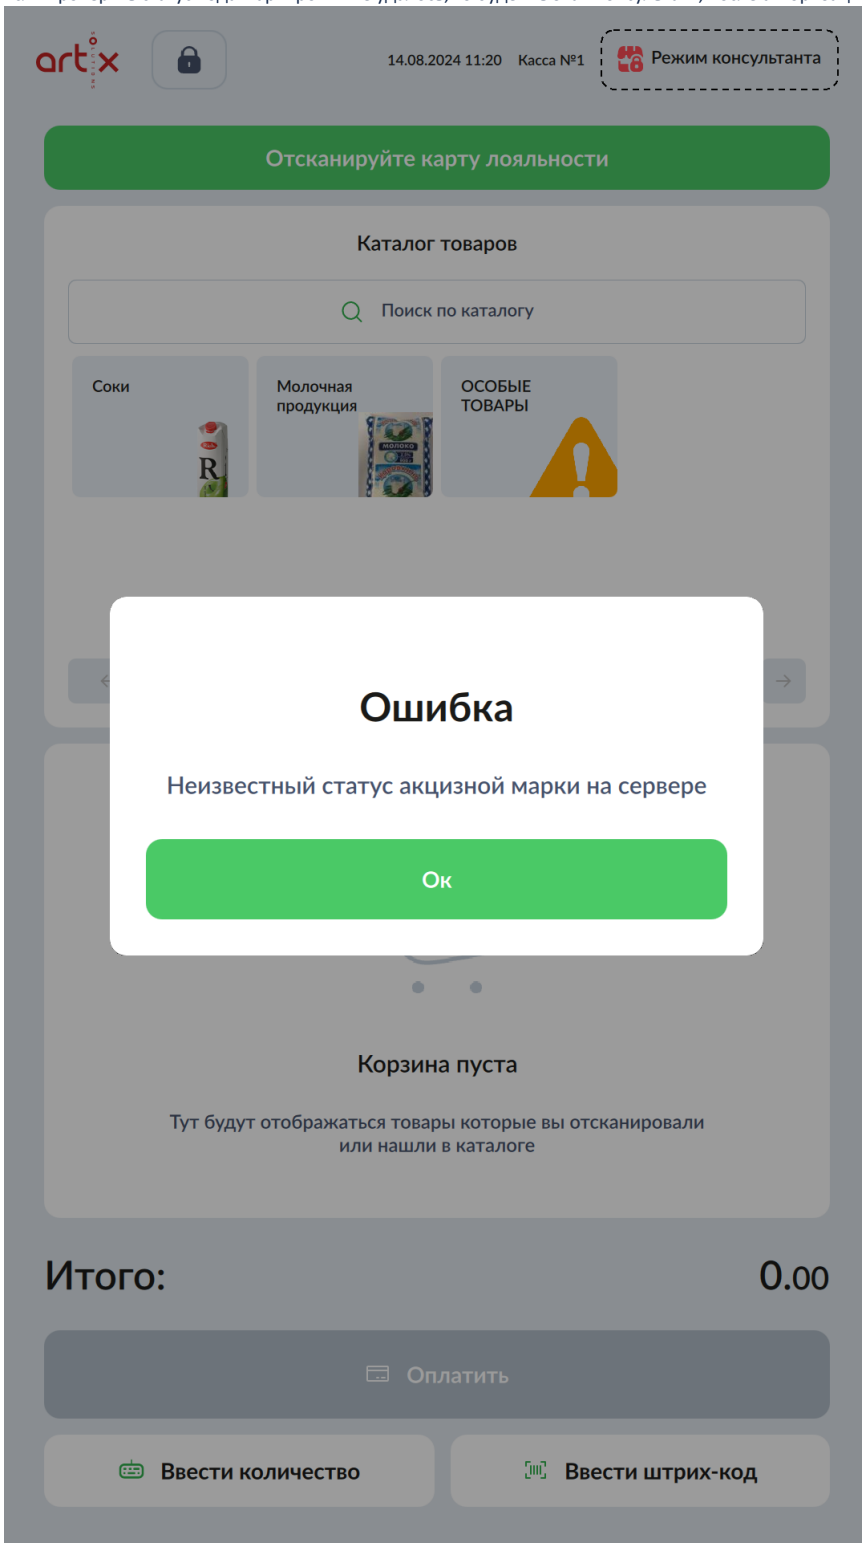 artix
14.08.2024 11:20 Касса №1 Режим консультанта
Отсканируйте карту лояльности
Каталог товаров
Поиск по каталогу
Соки
Молочная
продукция
МОЛОКО
ОСОБЫЕ
ТОВАРЫ
R
Ошибка
Неизвестный статус акцизной марки на сервере
Ок
Корзина пуста
Тут будут отображаться товары которые вы отсканировали
или нашли в каталоге
Итого:
0.00
Оплатить
Ввести количество
Ввести штрих-код